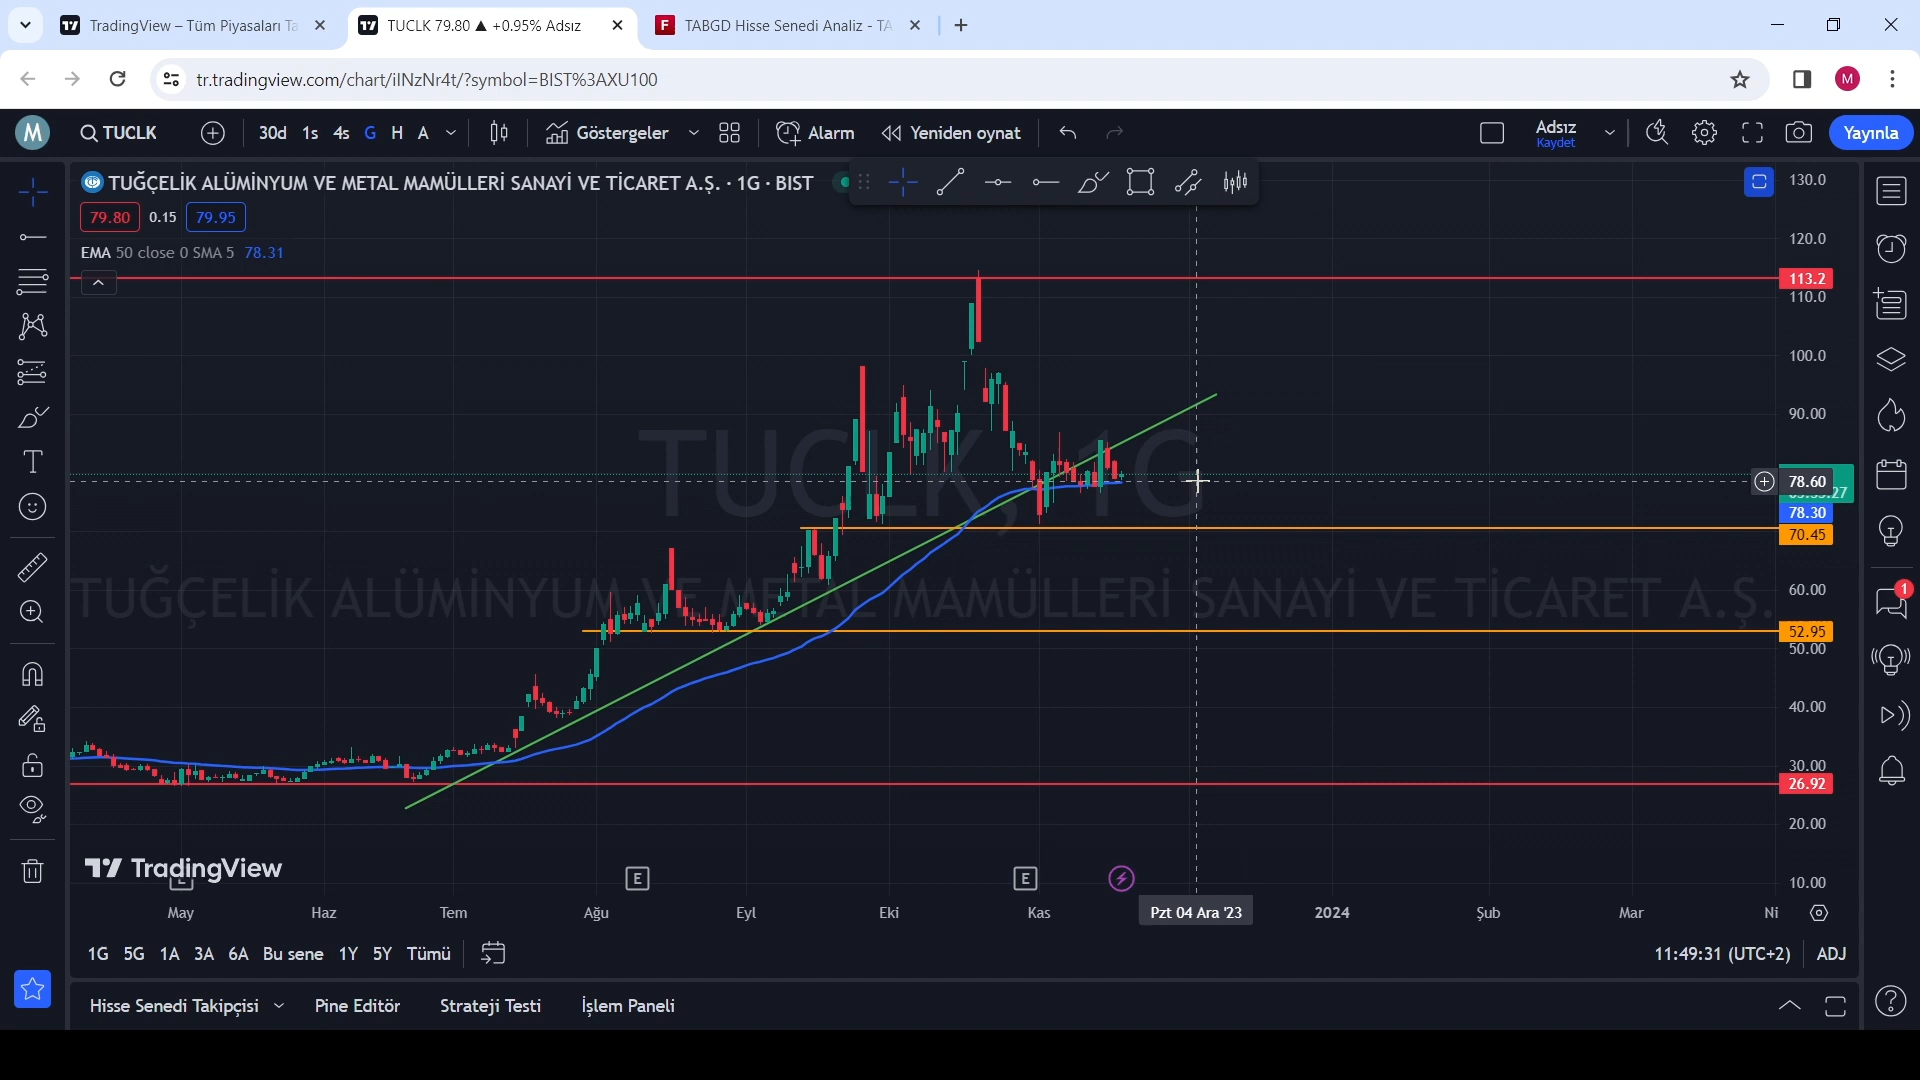 TradingView – Tüm Piyasaları Ta
TUCLK 79.80 ▲ +0.95% Adsız
F
TABGD Hisse Senedi Analiz - TA
tr.tradingview.com/chart/iINzNr4t/?symbol=BIST%3AXU100
M
M
TUCLK
30d 1s 4s G H A
Göstergeler
Alarm
Yeniden oynat
Adsız
Kaydet
Yayınla
TUĞÇELİK ALÜMİNYUM VE METAL MAMÜLLERİ SANAYİ VE TİCARET A.Ş. · 1G · BIST
79.80 0.15 79.95
EMA 50 close 0 SMA 5 78.31
130.0
120.0
113.2
110.0
100.0
90.00
78.60
78.30
70.45
60.00
52.95
50.00
40.00
30.00
26.92
20.00
10.00
1
TUCLK, 1G
TUĞÇELİK ALÜMİNYUM VE METAL MAMÜLLERİ SANAYİ VE TİCARET A.Ş.
TradingView
E E
May Haz Tem Ağu Eyl Eki Kas Pzt 04 Ara '23 2024 Şub Mar Ni
1G 5G 1A 3A 6A Bu sene 1Y 5Y Tümü
11:49:31 (UTC+2) ADJ
Hisse Senedi Takipçisi Pine Editör Strateji Testi İşlem Paneli